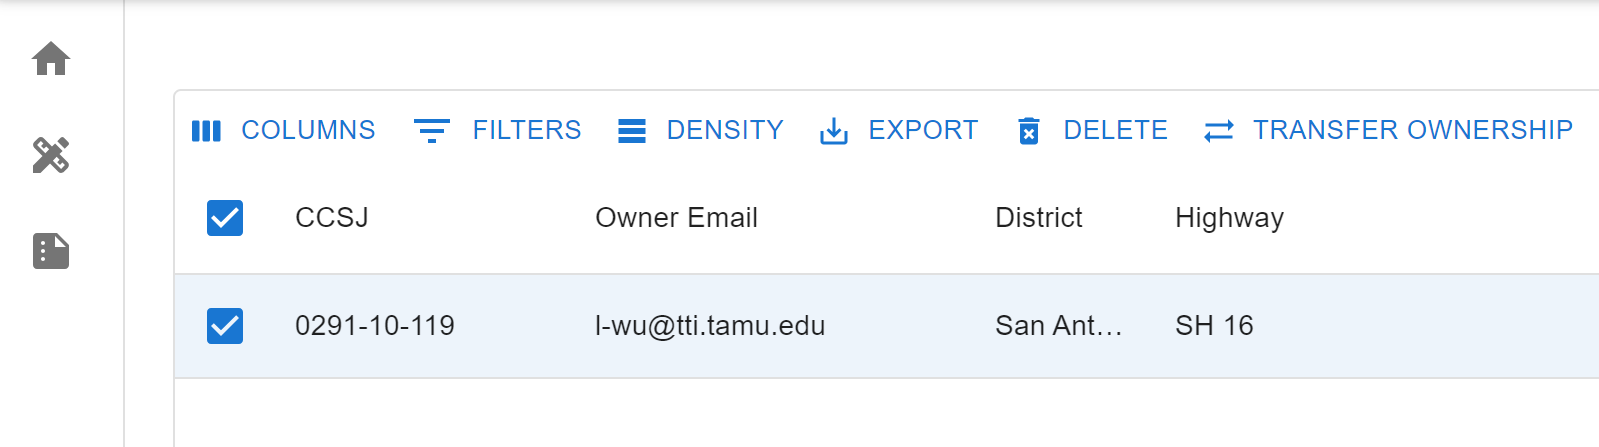 COLUMNS FILTERS DENSITY EXPORT DELETE TRANSFER OWNERSHIP
CCSJ Owner Email District Highway
0291-10-119 l-wu@tti.tamu.edu San Ant... SH 16